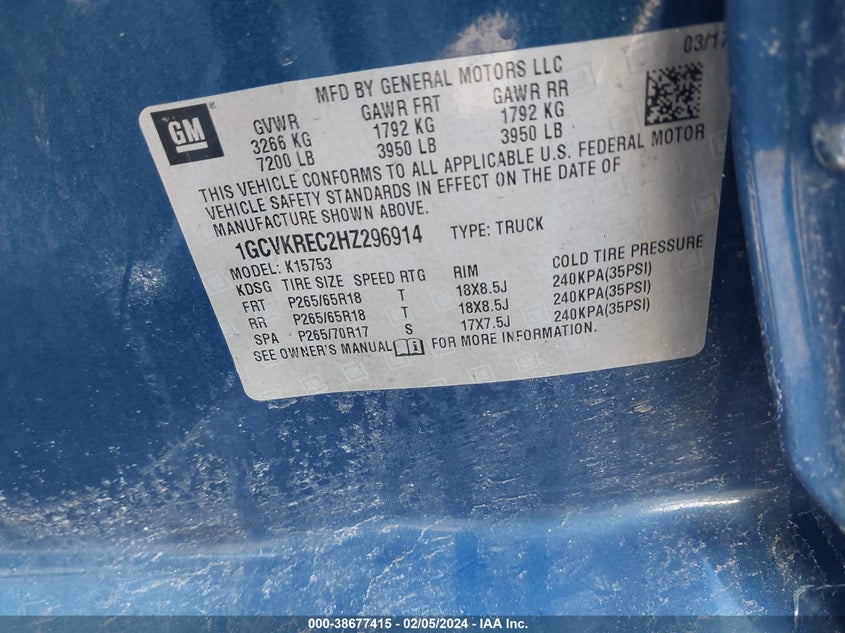 03/17
MFD BY GENERAL MOTORS LLC
GM
GVWR GAWR FRT GAWR RR
3266 KG 1792 KG 1792 KG
7200 LB 3950 LB 3950 LB
THIS VEHICLE CONFORMS TO ALL APPLICABLE U.S. FEDERAL MOTOR
VEHICLE SAFETY STANDARDS IN EFFECT ON THE DATE OF
MANUFACTURE SHOWN ABOVE.
1GCVKREC2HZ296914 TYPE: TRUCK
MODEL: K15753
KDSG TIRE SIZE SPEED RTG RIM COLD TIRE PRESSURE
FRT P265/65R18 T 18X8.5J 240KPA(35PSI)
RR P265/65R18 T 18X8.5J 240KPA(35PSI)
SPA P265/70R17 S 17X7.5J 240KPA(35PSI)
SEE OWNER'S MANUAL FOR MORE INFORMATION.
000-38677415 - 02/05/2024 - IAA Inc.